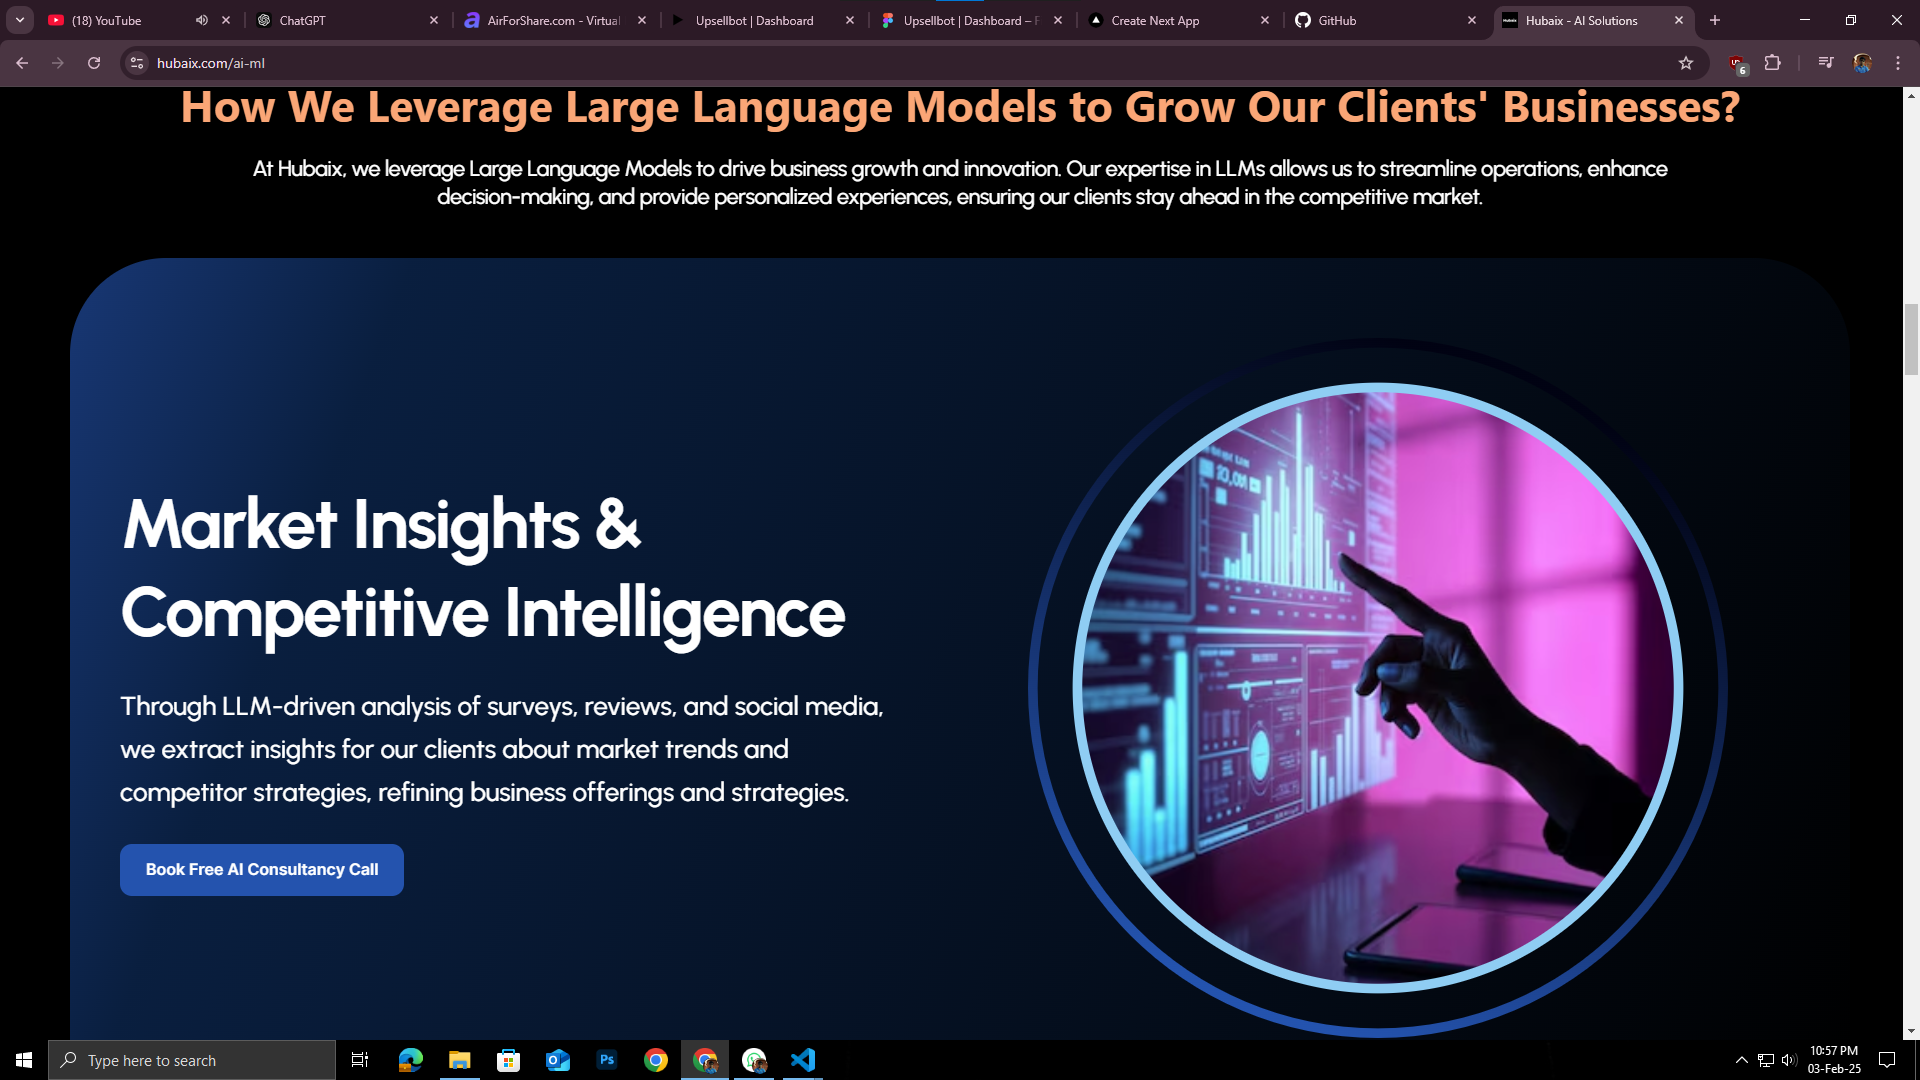 (18) YouTube
ChatGPT
AirForShare.com - Virtual
Upsellbot | Dashboard
Upsellbot | Dashboard – F
Create Next App
GitHub
Hubaix - AI Solutions
hubaix.com/ai-ml
6
How We Leverage Large Language Models to Grow Our Clients' Businesses?
At Hubaix, we leverage Large Language Models to drive business growth and innovation. Our expertise in LLMs allows us to streamline operations, enhance
decision-making, and provide personalized experiences, ensuring our clients stay ahead in the competitive market.
Market Insights &
Competitive Intelligence
Through LLM-driven analysis of surveys, reviews, and social media,
we extract insights for our clients about market trends and
competitor strategies, refining business offerings and strategies.
Book Free AI Consultancy Call
Type here to search
Ps
10:57 PM
03-Feb-25